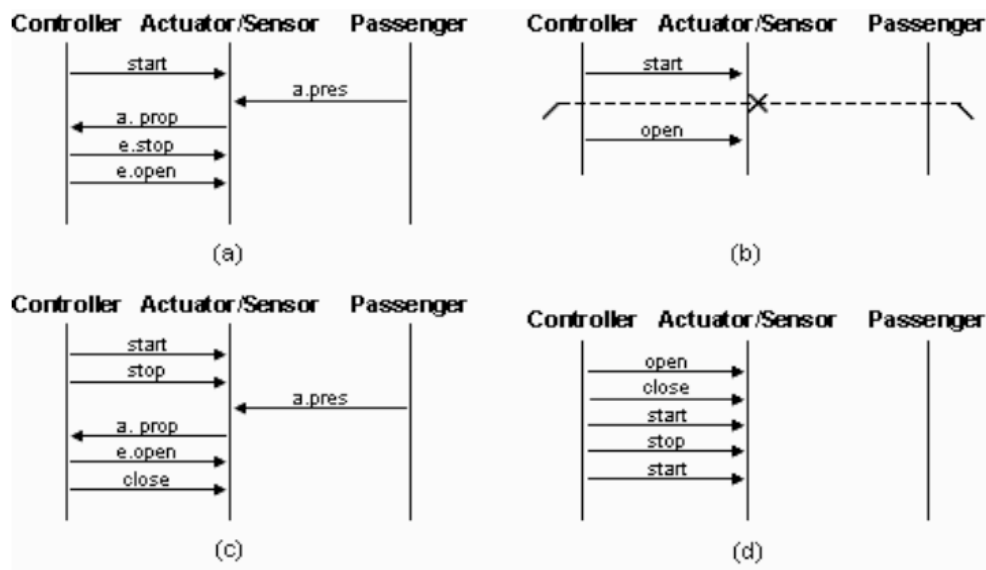 Controller Actuator/Sensor Passenger
start
a.pres
a. prop
e.stop
e.open
(a)
Controller Actuator/Sensor Passenger
start
open
(b)
Controller Actuator/Sensor Passenger
start
stop
a.pres
a. prop
e.open
close
(c)
Controller Actuator/Sensor Passenger
open
close
start
stop
start
(d)